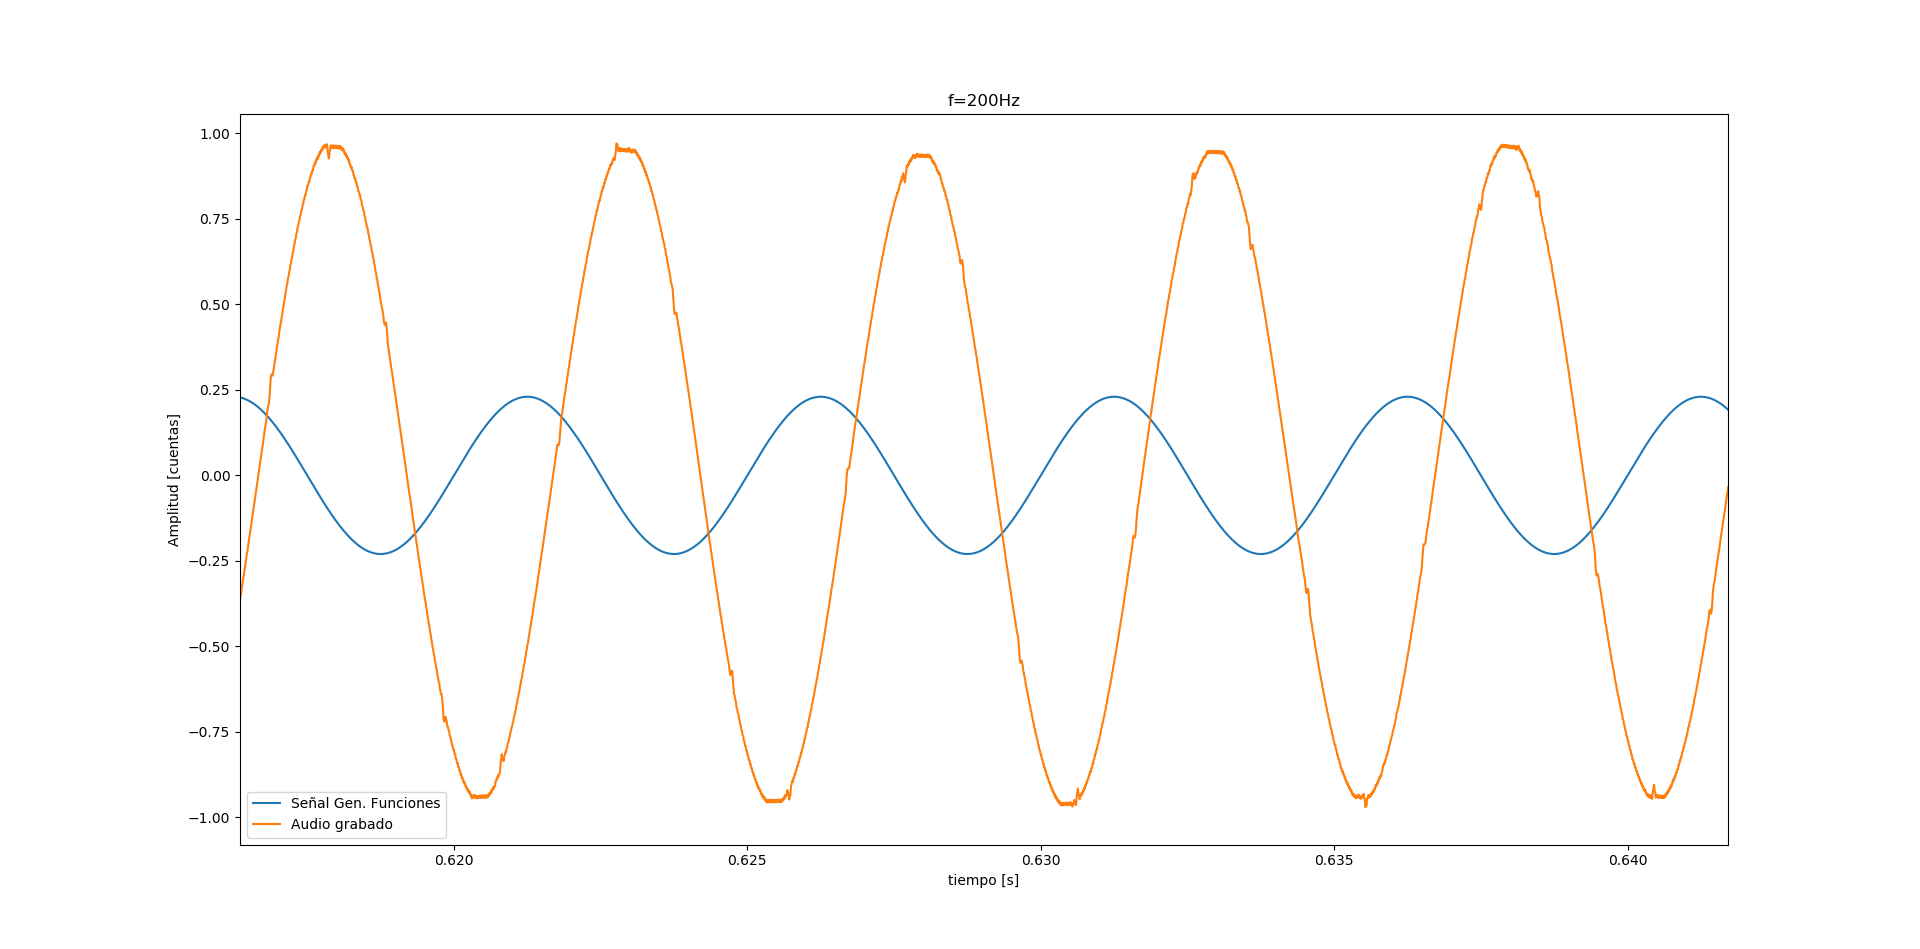 f=200Hz
Amplitud [cuentas]
1.00
0.75
0.50
0.25
0.00
−0.25
−0.50
−0.75
−1.00
Señal Gen. Funciones
Audio grabado
0.620 0.625 0.630 0.635 0.640
tiempo [s]